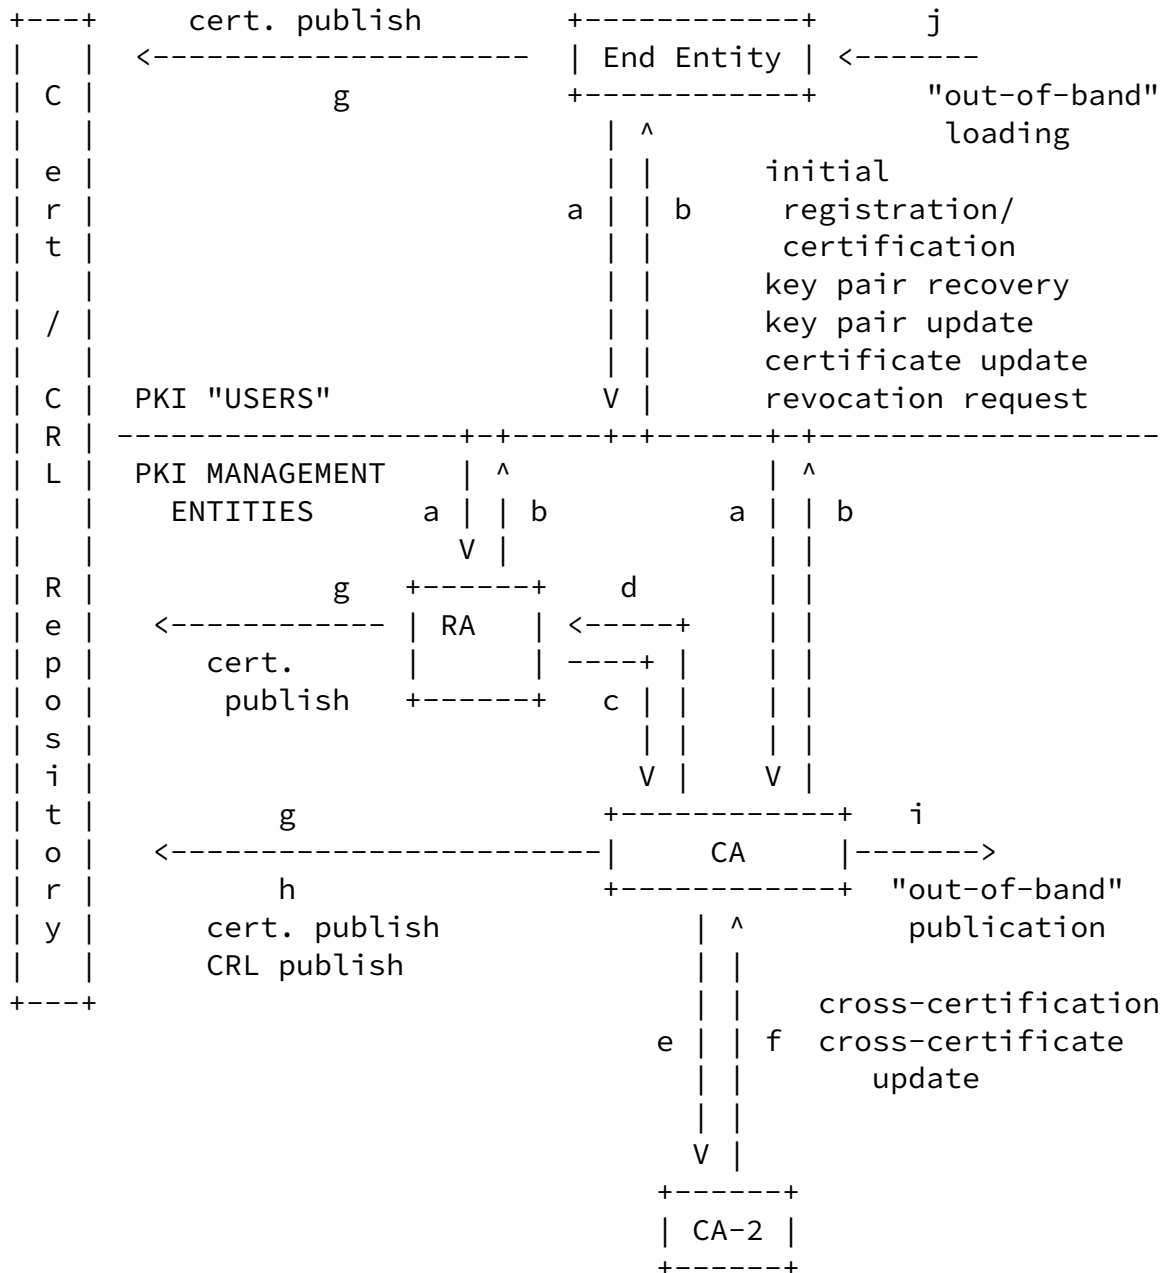 +---+     cert. publish        +------------+      j
|   |  <---------------------  | End Entity | <-------
| C |             g            +------------+      "out-of-band"
|   |                            | ^                loading
| e |                            | |      initial
| r |                          a | | b     registration/
| t |                            | |       certification
|   |                            | |      key pair recovery
| / |                            | |      key pair update
|   |                            | |      certificate update
| C |  PKI "USERS"               V |      revocation request
| R | -------------------+-+-----+-+------+-+-------------------
| L |  PKI MANAGEMENT    | ^              | ^
|   |    ENTITIES      a | | b          a | | b
|   |                    V |              | |
| R |             g   +------+    d       | |
| e |   <------------ | RA   | <-----+    | |
| p |      cert.      |      | ----+ |    | |
| o |       publish   +------+   c | |    | |
| s |                              | |    | |
| i |                              V |    V |
| t |          g                 +------------+   i
| o |   <------------------------|     CA     |------->
| r |          h                 +------------+  "out-of-band"
| y |      cert. publish              | ^         publication
|   |      CRL publish                | |
+---+                                 | |    cross-certification
                                    e | | f  cross-certificate
                                      | |       update
                                      | |
                                      V |
                                    +------+
                                    | CA-2 |
                                    +------+